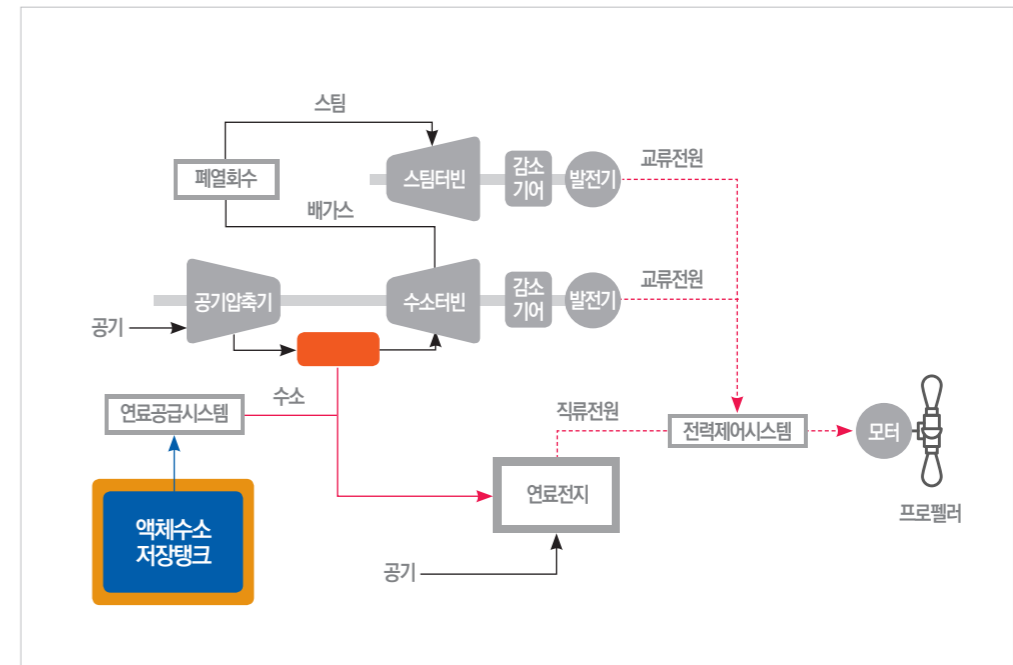 스팀
폐열회수
스팀터빈
감소
기어
발전기
교류전원
배가스
공기압축기
수소터빈
감소
기어
발전기
교류전원
공기
수소
연료공급시스템
직류전원
전력제어시스템
모터
연료전지
프로펠러
액체수소
저장탱크
공기